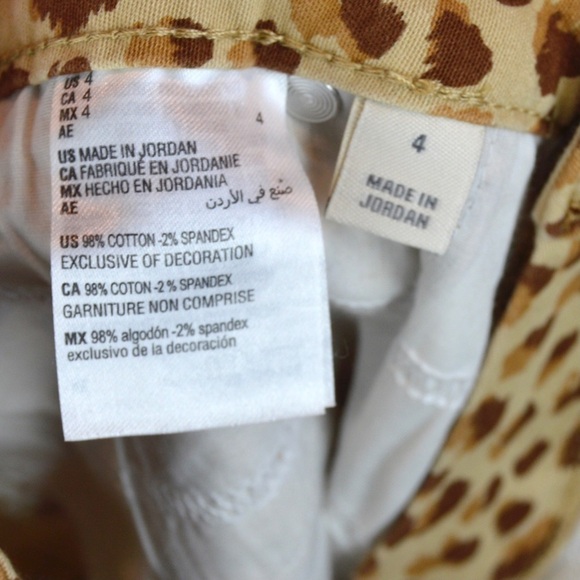 US 4
CA 4
MX 4
AE
4
US MADE IN JORDAN
CA FABRIQUÉ EN JORDANIE
MX HECHO EN JORDANIA
AE صنع في الأردن
US 98% COTTON -2% SPANDEX
EXCLUSIVE OF DECORATION
CA 98% COTON -2 % SPANDEX
GARNITURE NON COMPRISE
MX 98% algodón -2% spandex
exclusivo de la decoración
4
MADE IN
JORDAN